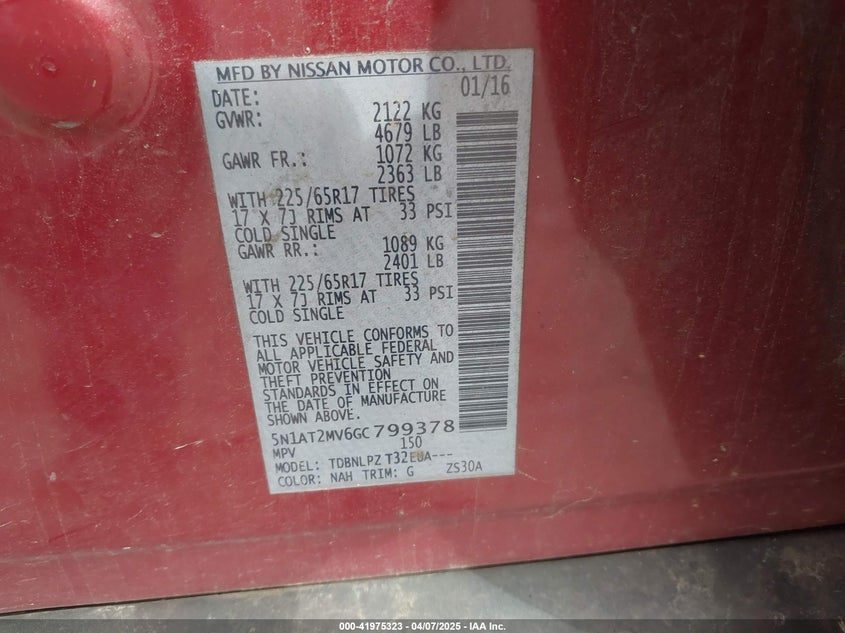 MFD BY NISSAN MOTOR CO., LTD.
DATE: 01/16
GVWR: 2122 KG
4679 LB
GAWR FR.: 1072 KG
2363 LB
WITH 225/65R17 TIRES
17 X 7J RIMS AT 33 PSI
COLD SINGLE
GAWR RR.: 1089 KG
2401 LB
WITH 225/65R17 TIRES
17 X 7J RIMS AT 33 PSI
COLD SINGLE
THIS VEHICLE CONFORMS TO
ALL APPLICABLE FEDERAL
MOTOR VEHICLE SAFETY AND
THEFT PREVENTION
STANDARDS IN EFFECT ON
THE DATE OF MANUFACTURE
SHOWN ABOVE.
5N1AT2MV6GC799378
MPV 150
MODEL: TDBNLPZ T32EUA---
COLOR: NAH TRIM: G ZS30A
000-41975323 | 04/07/2025 - IAA Inc.